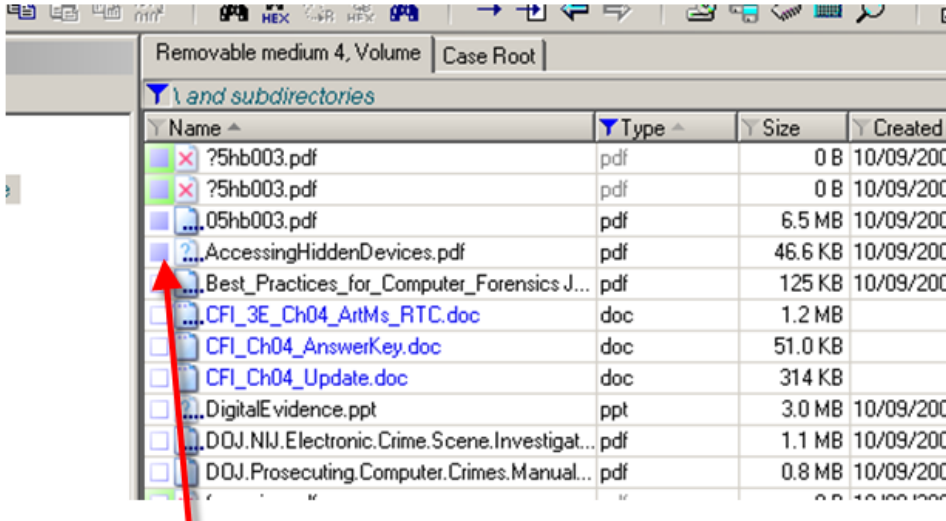 HEX HEX
Removable medium 4, Volume Case Root
\ and subdirectories
Name Type Size Created
?5hb003.pdf pdf 0 B 10/09/200
?5hb003.pdf pdf 0 B 10/09/200
05hb003.pdf pdf 6.5 MB 10/09/200
?...AccessingHiddenDevices.pdf pdf 46.6 KB 10/09/200
Best_Practices_for_Computer_Forensics J... pdf 125 KB 10/09/200
CFI_3E_Ch04_ArtMs_RTC.doc doc 1.2 MB
CFI_Ch04_AnswerKey.doc doc 51.0 KB
CFI_Ch04_Update.doc doc 314 KB
DigitalEvidence.ppt ppt 3.0 MB 10/09/200
DOJ.NIJ.Electronic.Crime.Scene.Investigat... pdf 1.1 MB 10/09/200
DOJ.Prosecuting.Computer.Crimes.Manual... pdf 0.8 MB 10/09/200